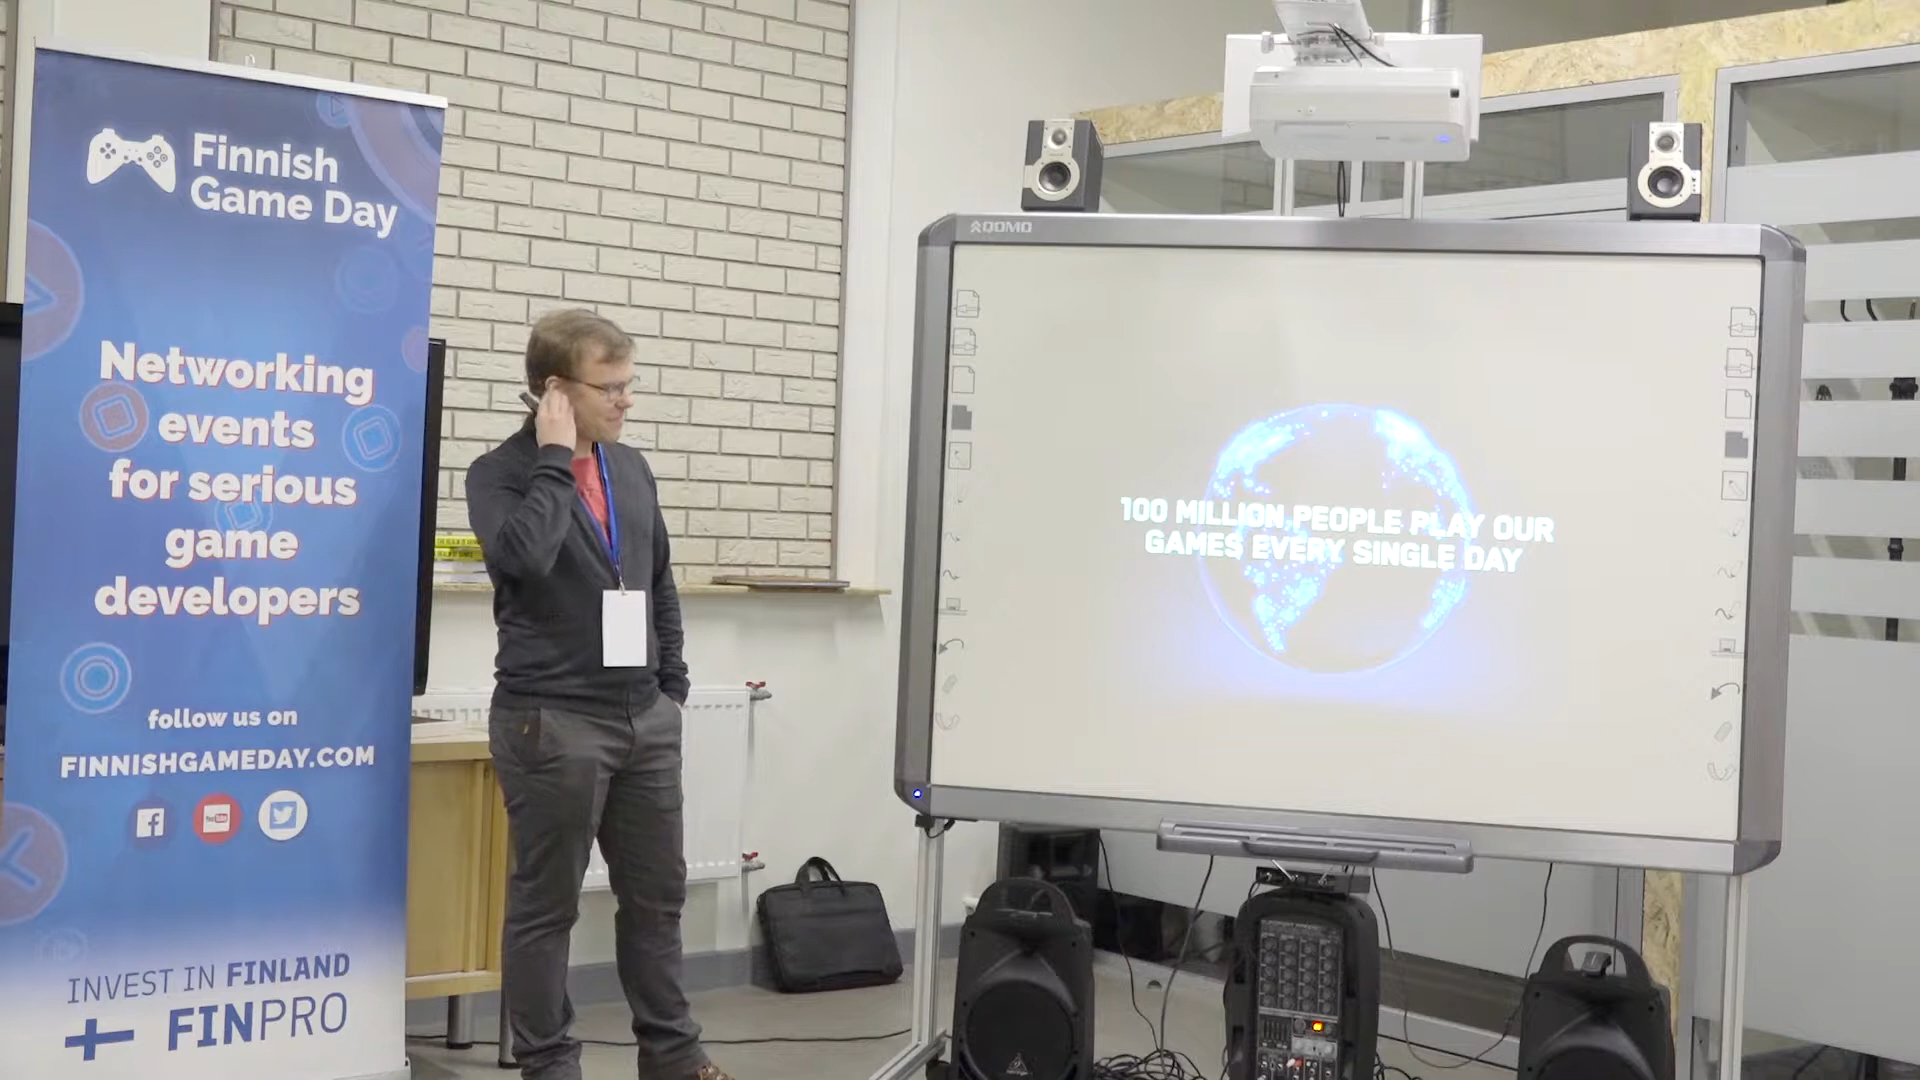 Finnish
Game Day
Networking
events
for serious
game
developers
follow us on
FINNISHGAMEDAY.COM
YouTube
INVEST IN FINLAND
FINPRO
QOMO
100 MILLION PEOPLE PLAY OUR
GAMES EVERY SINGLE DAY